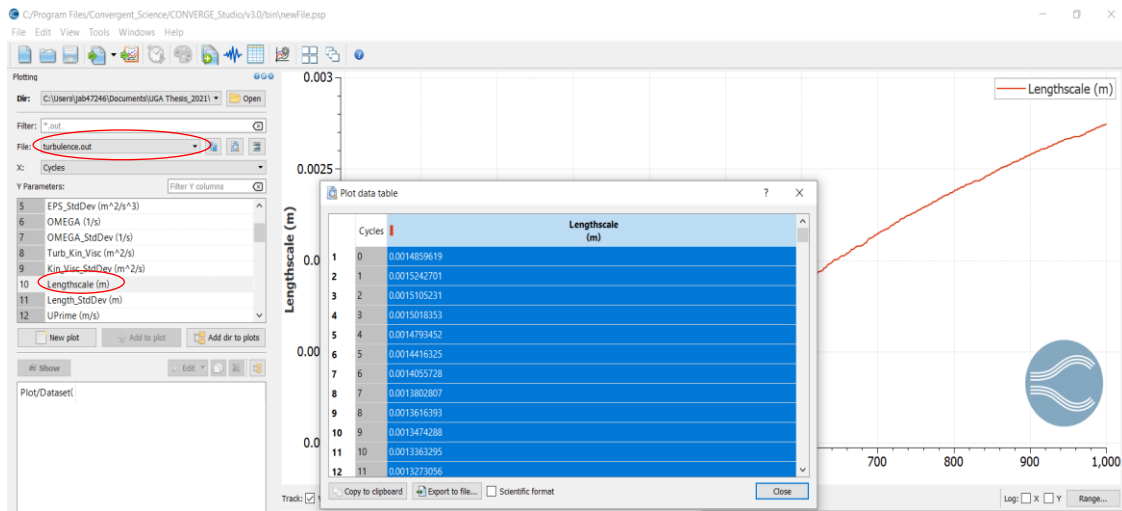 C:/Program Files/Convergent_Science/CONVERGE_Studio/v3.0/bin\newFile.psp
File Edit View Tools Windows Help
Plotting
Dir: C:\Users\jab47246\Documents\UGA Thesis_2021\ Open
Filter: *.out
File: turbulence.out
X: Cycles
Y Parameters: Filter Y columns
5 EPS_StdDev (m^2/s^3)
6 OMEGA (1/s)
7 OMEGA_StdDev (1/s)
8 Turb_Kin_Visc (m^2/s)
9 Kin_Visc_StdDev (m^2/s)
10 Lengthscale (m)
11 Length_StdDev (m)
12 UPrime (m/s)
New plot Add to plot Add dir to plots
Show Edit
Plot/Dataset(
0.003
Lengthscale (m)
0.0025
Lengthscale (m)
0.0
0.00
0.0
700 800 900 1,000
Plot data table ? ×
Cycles Lengthscale
(m)
1 0 0.0014859619
2 1 0.0015242701
3 2 0.0015105231
4 3 0.0015018353
5 4 0.0014793452
6 5 0.0014416325
7 6 0.0014055728
8 7 0.0013802807
9 8 0.0013616393
10 9 0.0013474288
11 10 0.0013363295
12 11 0.0013273056
Copy to clipboard Export to file... Scientific format Close
Track: Log: X Y Range...